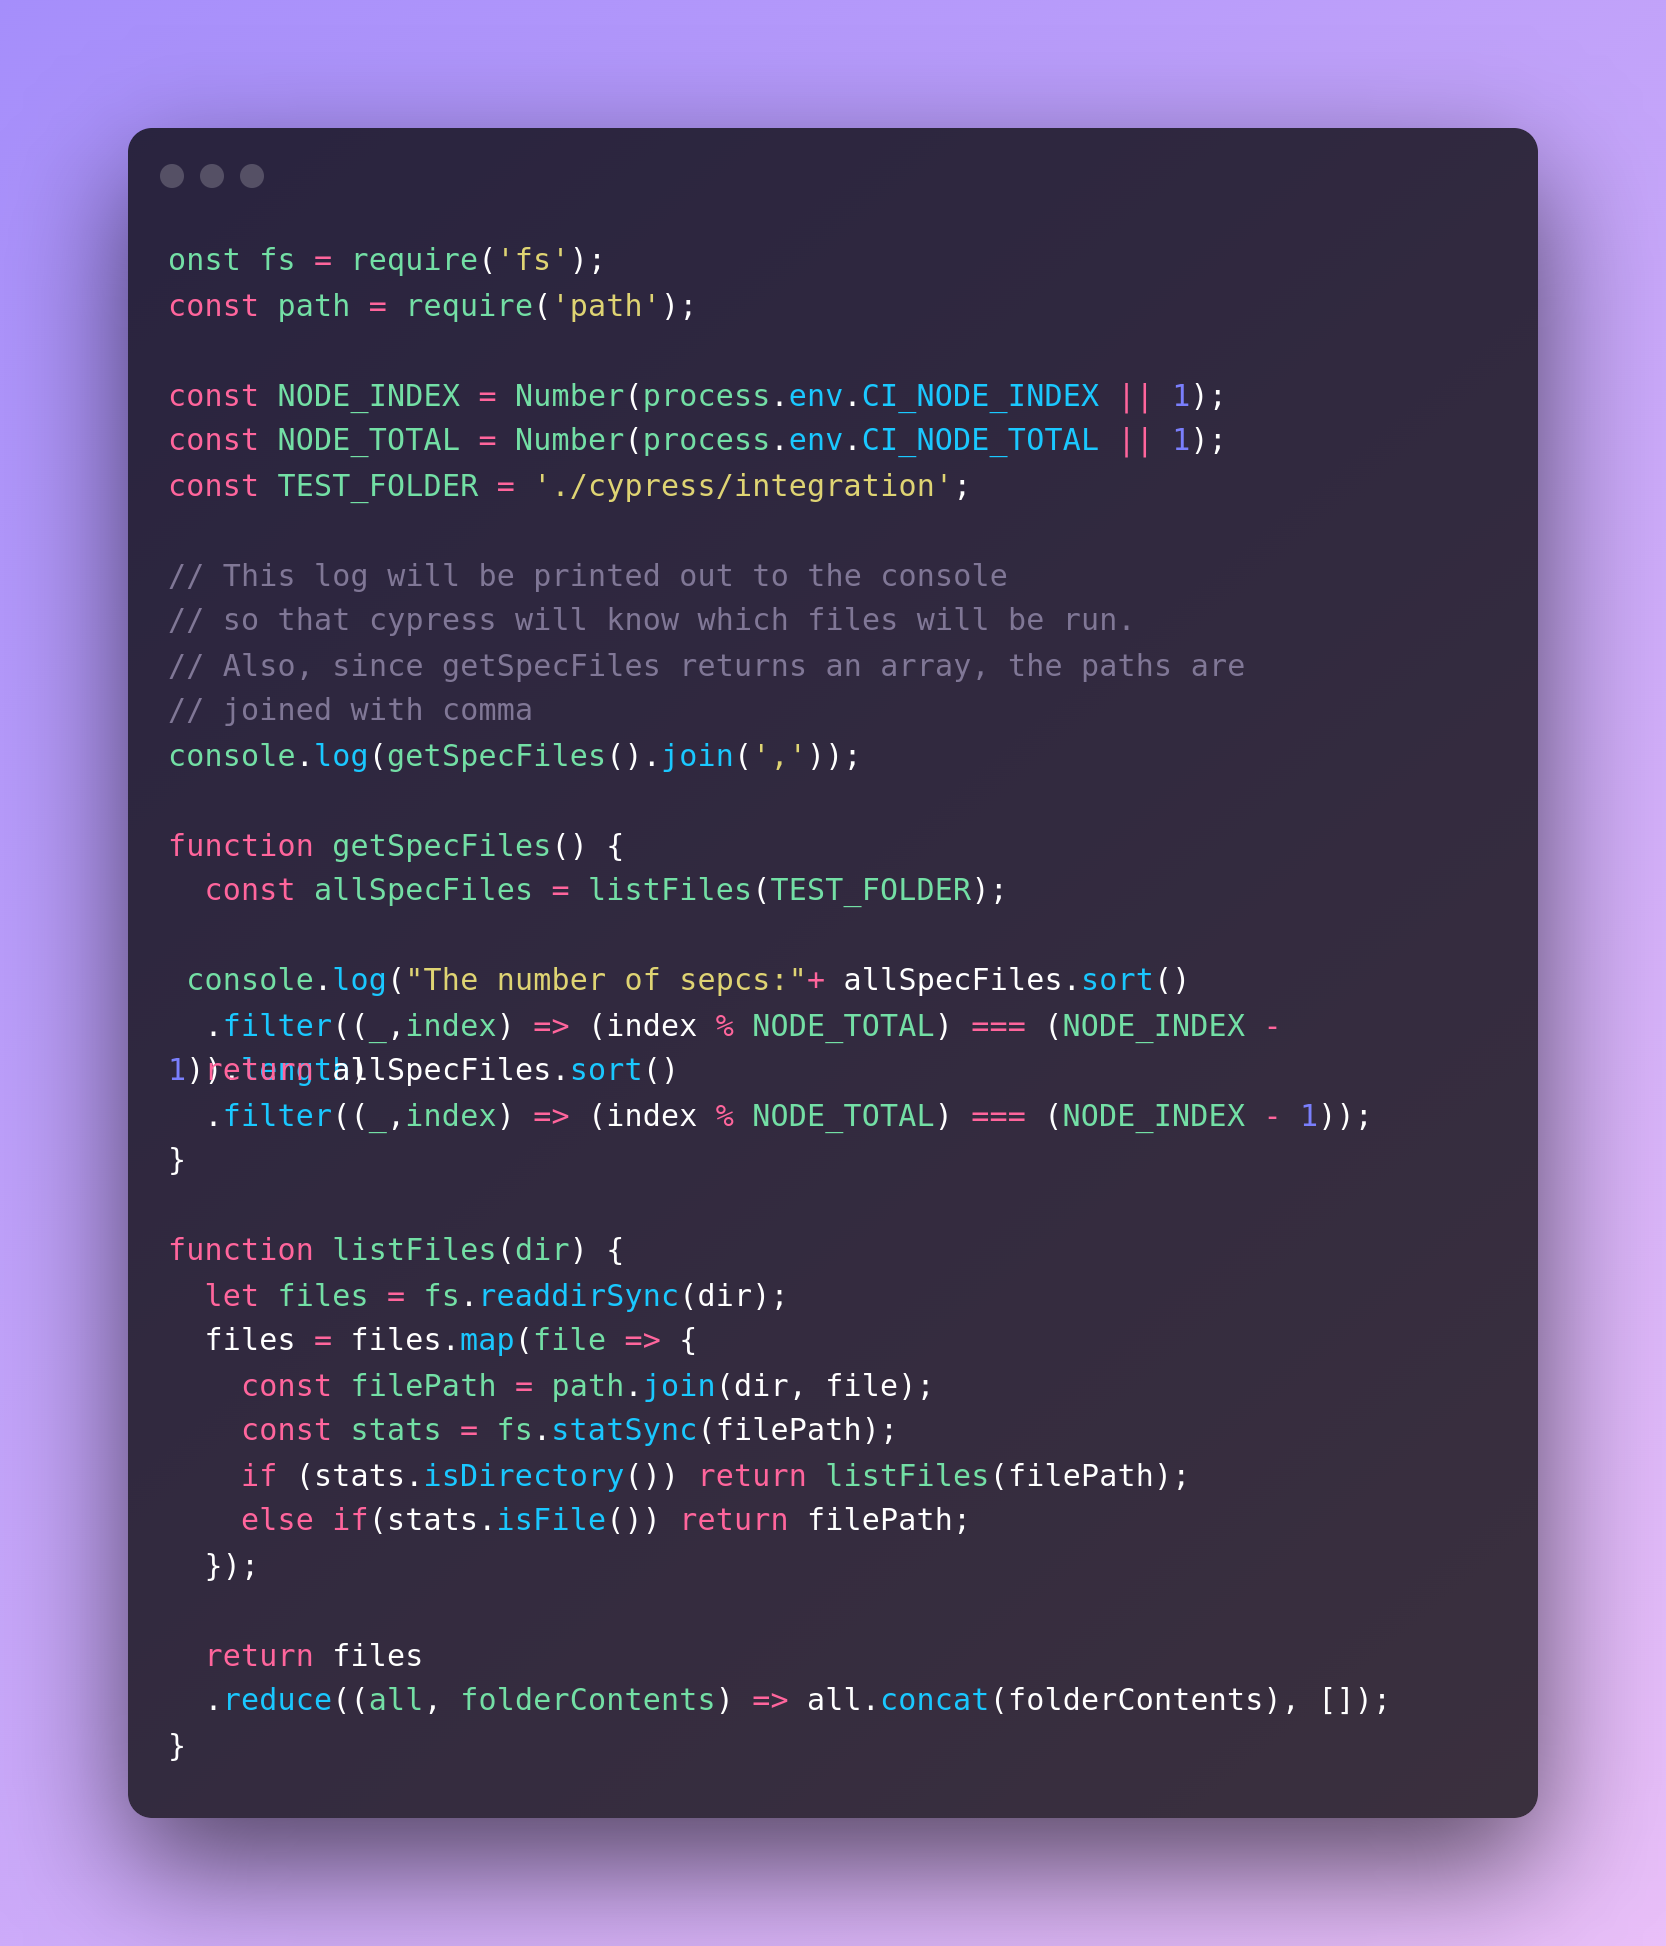 onst fs = require('fs');
const path = require('path');

const NODE_INDEX = Number(process.env.CI_NODE_INDEX || 1);
const NODE_TOTAL = Number(process.env.CI_NODE_TOTAL || 1);
const TEST_FOLDER = './cypress/integration';

// This log will be printed out to the console
// so that cypress will know which files will be run.
// Also, since getSpecFiles returns an array, the paths are
// joined with comma
console.log(getSpecFiles().join(','));

function getSpecFiles() {
  const allSpecFiles = listFiles(TEST_FOLDER);

 console.log("The number of sepcs:"+ allSpecFiles.sort()
  .filter((_,index) => (index % NODE_TOTAL) === (NODE_INDEX -
1)).length)
  return allSpecFiles.sort()
  .filter((_,index) => (index % NODE_TOTAL) === (NODE_INDEX - 1));
}

function listFiles(dir) {
  let files = fs.readdirSync(dir);
  files = files.map(file => {
    const filePath = path.join(dir, file);
    const stats = fs.statSync(filePath);
    if (stats.isDirectory()) return listFiles(filePath);
    else if(stats.isFile()) return filePath;
  });

  return files
  .reduce((all, folderContents) => all.concat(folderContents), []);
}